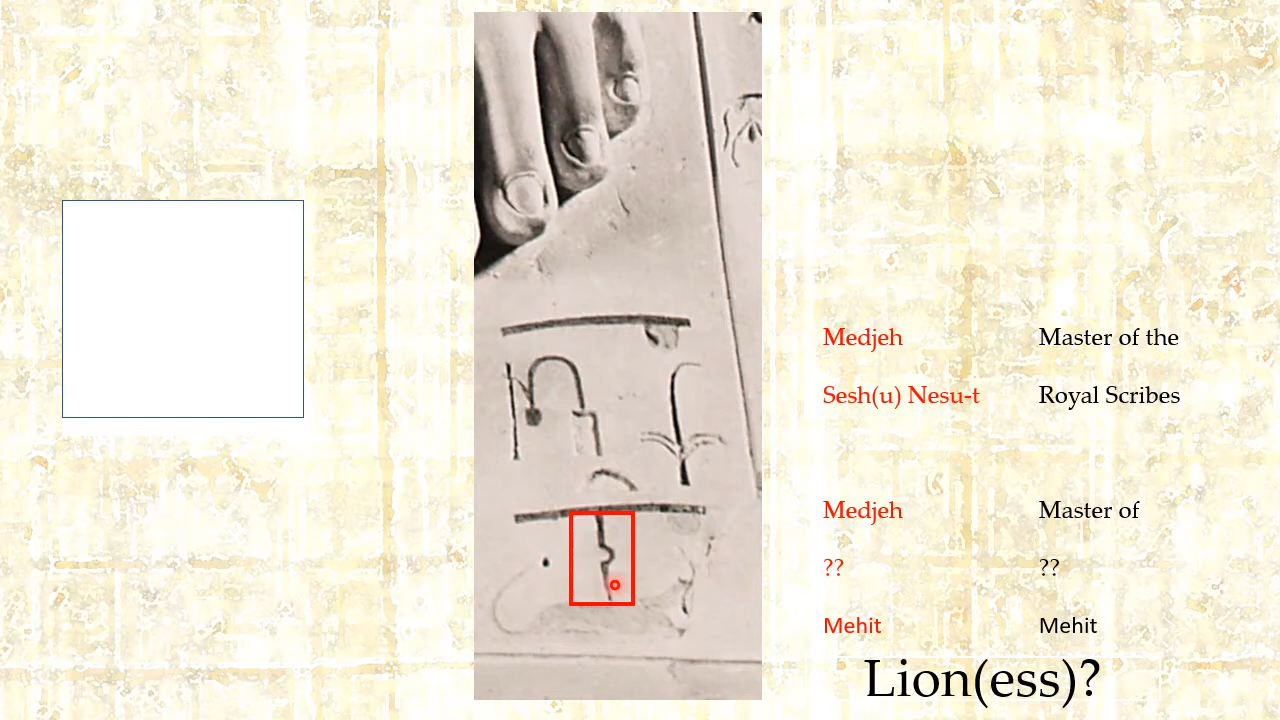 Medjeh Master of the
Sesh(u) Nesu-t Royal Scribes
Medjeh Master of
?? ??
Mehit Mehit
Lion(ess)?